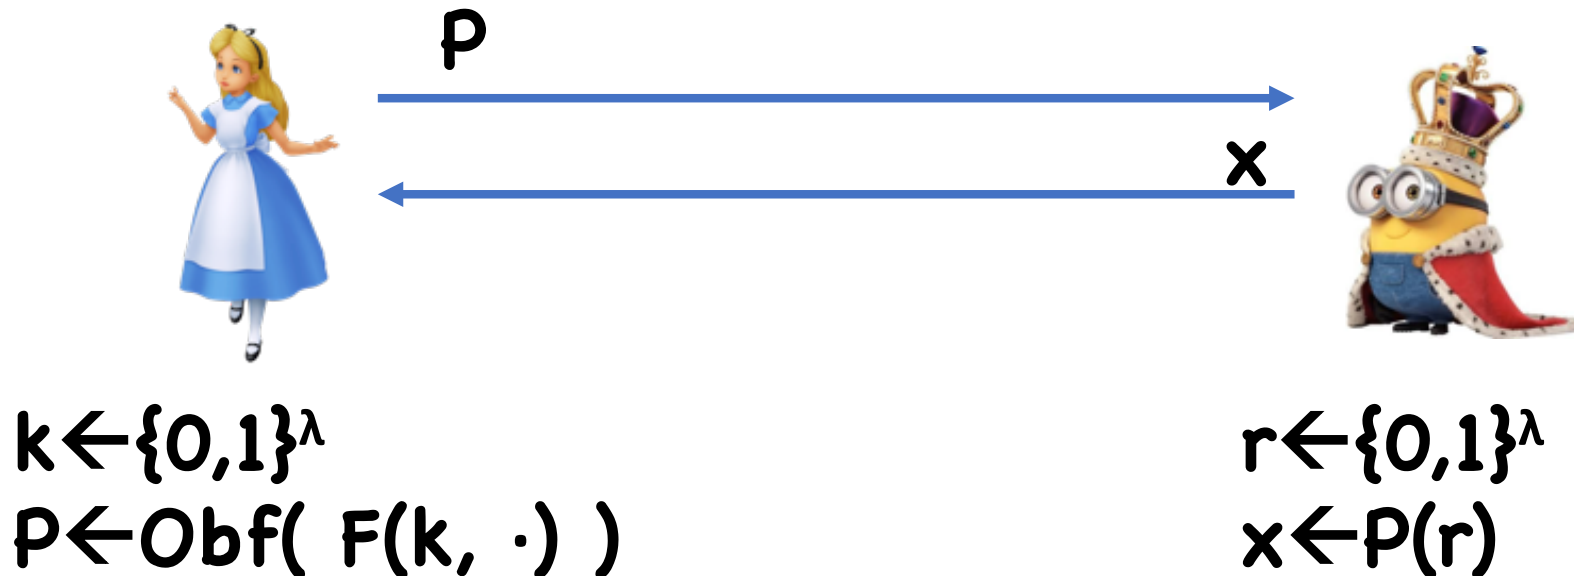 P
x
k←{0,1}^λ
P←Obf( F(k, ·) )
r←{0,1}^λ
x←P(r)